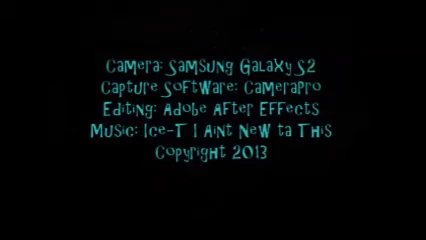 Camera: Samsung Galaxy S2
Capture Software: CameraPro
Editing: Adobe After Effects
Music: Ice-T I Aint New ta This
Copyright 2013